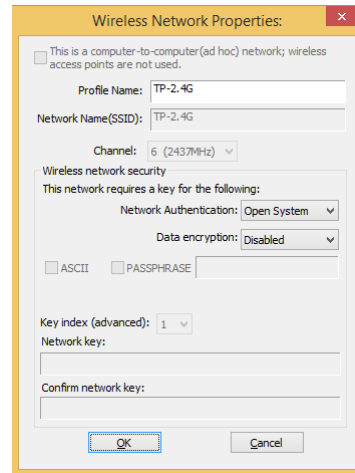 Wireless Network Properties:
This is a computer-to-computer(ad hoc) network; wireless
access points are not used.
Profile Name: TP-2.4G
Network Name(SSID): TP-2.4G
Channel: 6 (2437MHz)
Wireless network security
This network requires a key for the following:
Network Authentication: Open System
Data encryption: Disabled
ASCII PASSPHRASE
Key index (advanced): 1
Network key:
Confirm network key:
OK Cancel